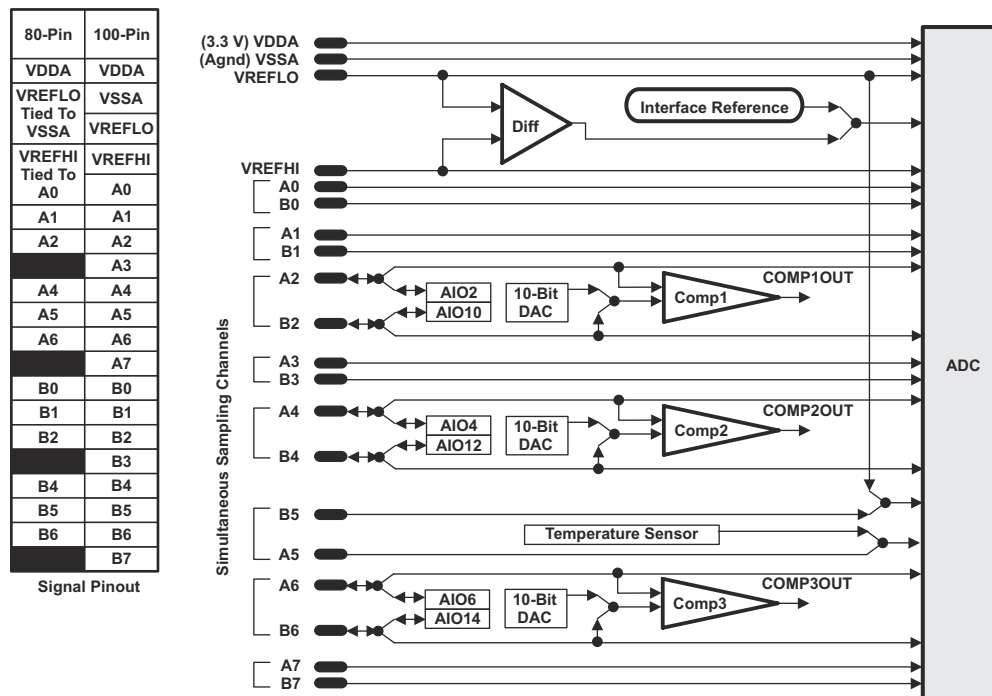 80-Pin 100-Pin
VDDA VDDA
VREFLO
Tied To
VSSA
VSSA
VREFLO
VREFHI
Tied To
A0
VREFHI
A0
A1 A1
A2 A2
A3
A4 A4
A5 A5
A6 A6
A7
B0 B0
B1 B1
B2 B2
B3
B4 B4
B5 B5
B6 B6
B7
Signal Pinout
(3.3 V) VDDA
(Agnd) VSSA
VREFLO
Interface Reference
Diff
VREFHI
A0
B0
A1
B1
A2
AIO2
AIO10
10-Bit
DAC
Comp1
COMP1OUT
B2
Simultaneous Sampling Channels
A3
B3
ADC
A4
AIO4
AIO12
10-Bit
DAC
Comp2
COMP2OUT
B4
B5
Temperature Sensor
A5
A6
AIO6
AIO14
10-Bit
DAC
Comp3
COMP3OUT
B6
A7
B7